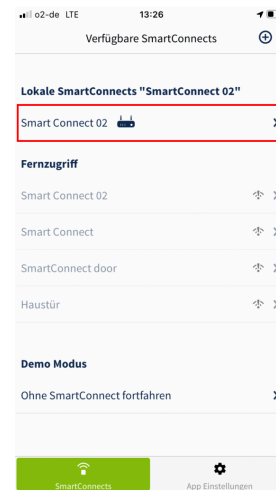 o2-de LTE 13:26
Verfügbare SmartConnects
Lokale SmartConnects "SmartConnect 02"
Smart Connect 02
Fernzugriff
Smart Connect 02
Smart Connect
SmartConnect door
Haustür
Demo Modus
Ohne SmartConnect fortfahren
SmartConnects App Einstellungen